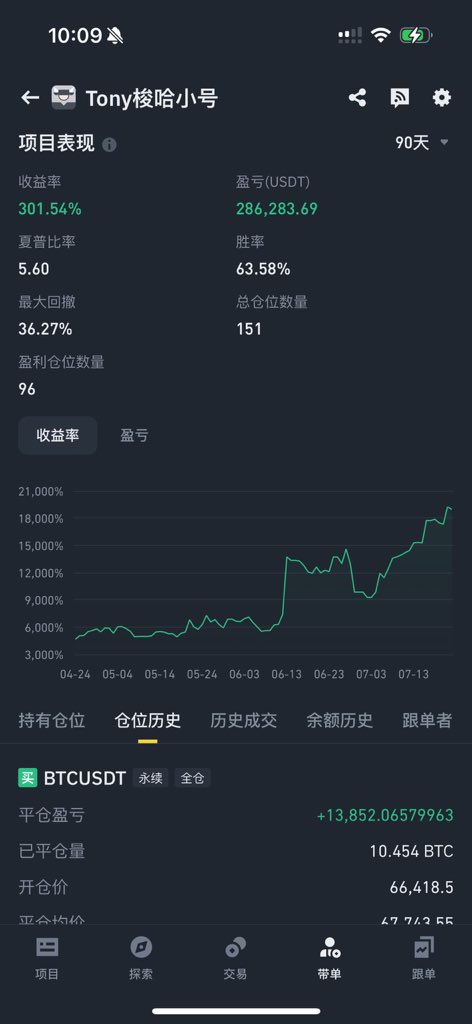 10:09
Tony梭哈小号
项目表现 90天
收益率 盈亏(USDT)
301.54% 286,283.69
夏普比率 胜率
5.60 63.58%
最大回撤 总仓位数量
36.27% 151
盈利仓位数量
96
收益率 盈亏
21,000%
18,000%
15,000%
12,000%
9,000%
6,000%
3,000%
04-24 05-04 05-14 05-24 06-03 06-13 06-23 07-03 07-13
持有仓位 仓位历史 历史成交 余额历史 跟单者
买 BTCUSDT 永续 全仓
平仓盈亏 +13,852.06579963
已平仓量 10.454 BTC
开仓价 66,418.5
平仓均价 67,743.55
项目 探索 交易 带单 跟单